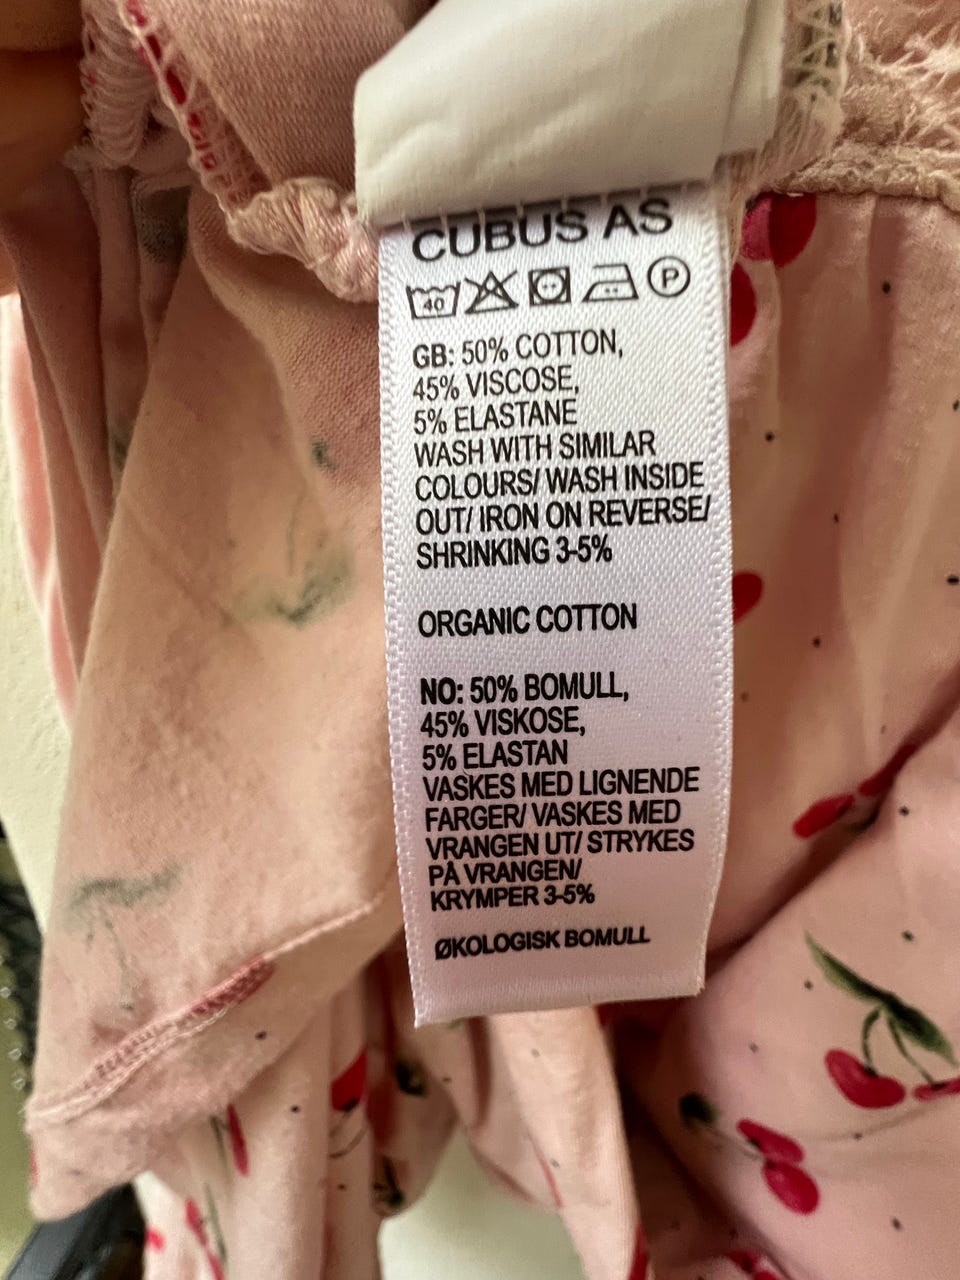 CUBUS AS
40 P
GB: 50% COTTON,
45% VISCOSE,
5% ELASTANE
WASH WITH SIMILAR
COLOURS/ WASH INSIDE
OUT/ IRON ON REVERSE/
SHRINKING 3-5%
ORGANIC COTTON
NO: 50% BOMULL,
45% VISKOSE,
5% ELASTAN
VASKES MED LIGNENDE
FARGER/ VASKES MED
VRANGEN UT/ STRYKES
PÅ VRANGEN/
KRYMPER 3-5%
ØKOLOGISK BOMULL